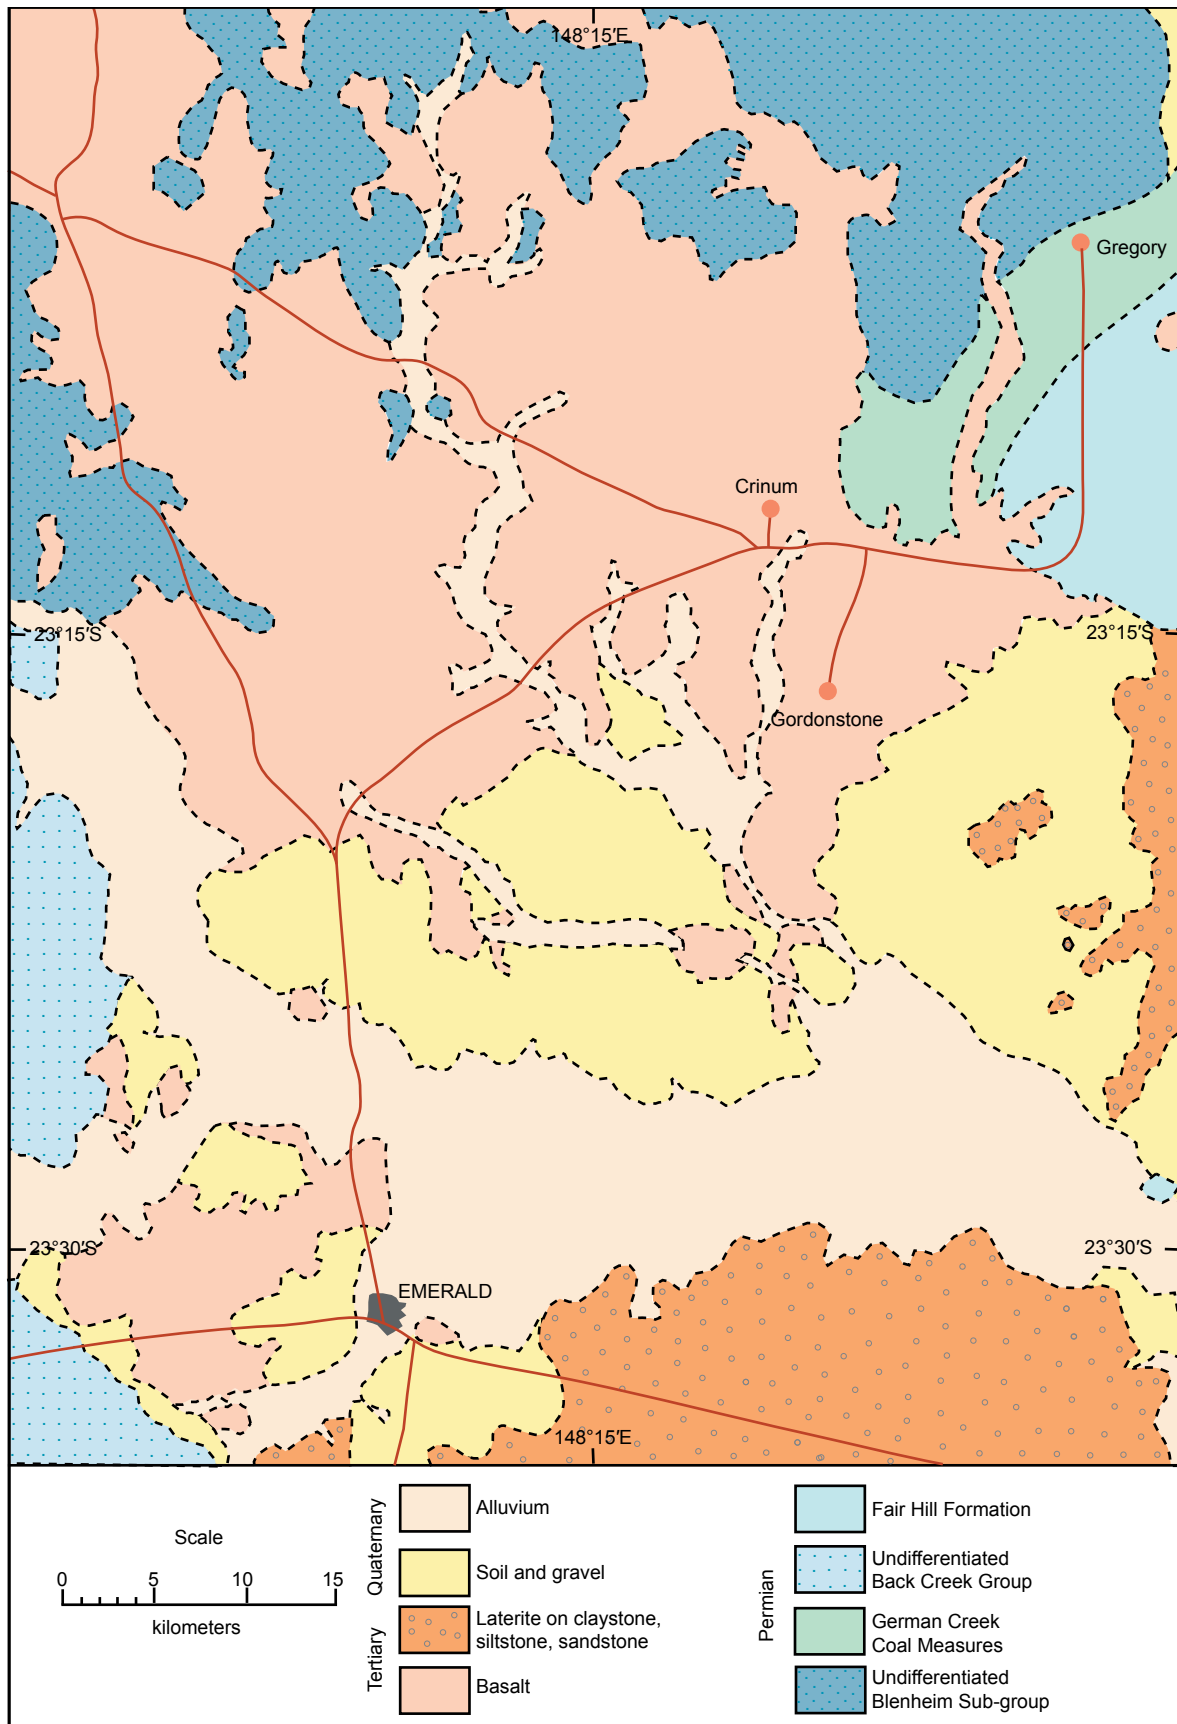 148°15'E
Gregory
Crinum
23°15'S
23°15'S
Gordonstone
23°30'S
23°30'S
EMERALD
148°15'E
Scale
0 5 10 15
kilometers
Quaternary
Alluvium
Soil and gravel
Tertiary
Laterite on claystone,
siltstone, sandstone
Basalt
Permian
Fair Hill Formation
Undifferentiated
Back Creek Group
German Creek
Coal Measures
Undifferentiated
Blenheim Sub-group